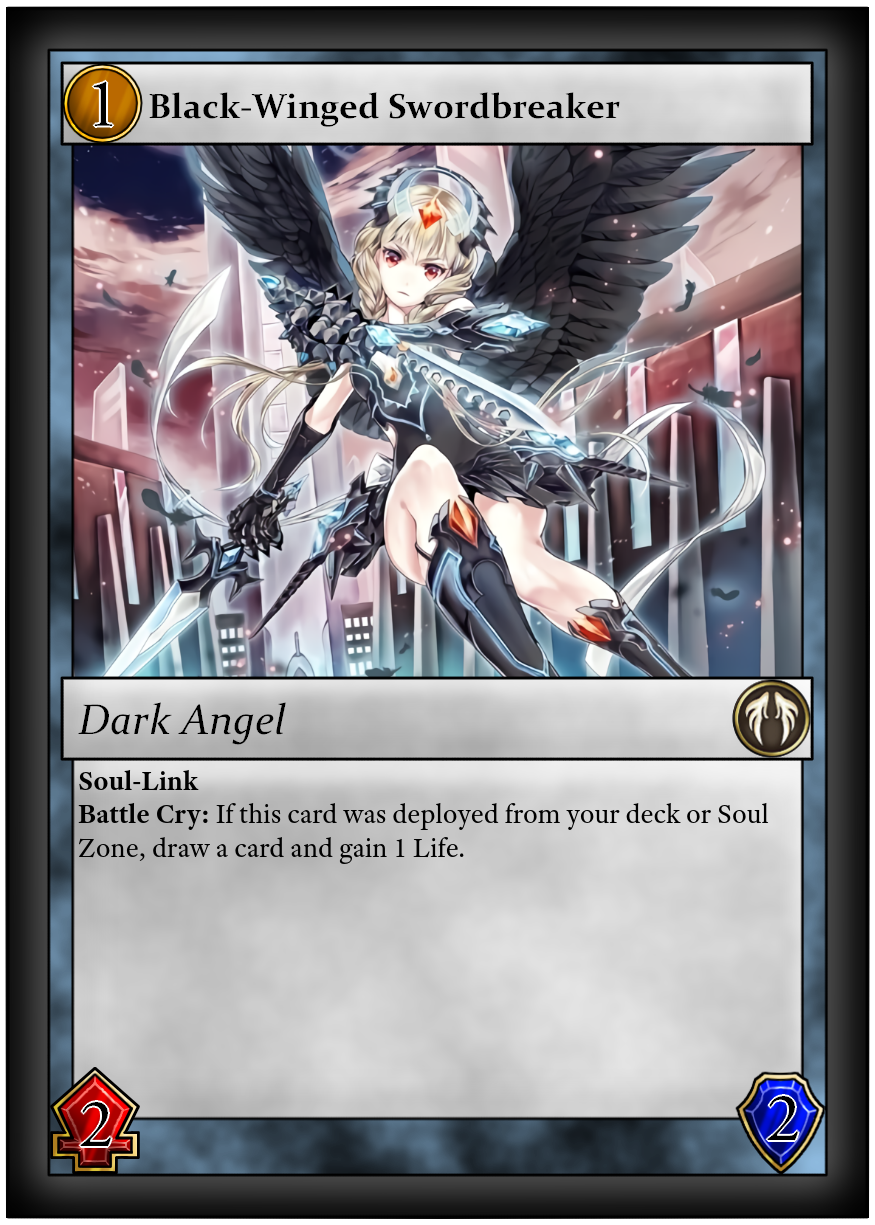 1
Black-Winged Swordbreaker
Dark Angel
Soul-Link
Battle Cry: If this card was deployed from your deck or Soul
Zone, draw a card and gain 1 Life.
2
2